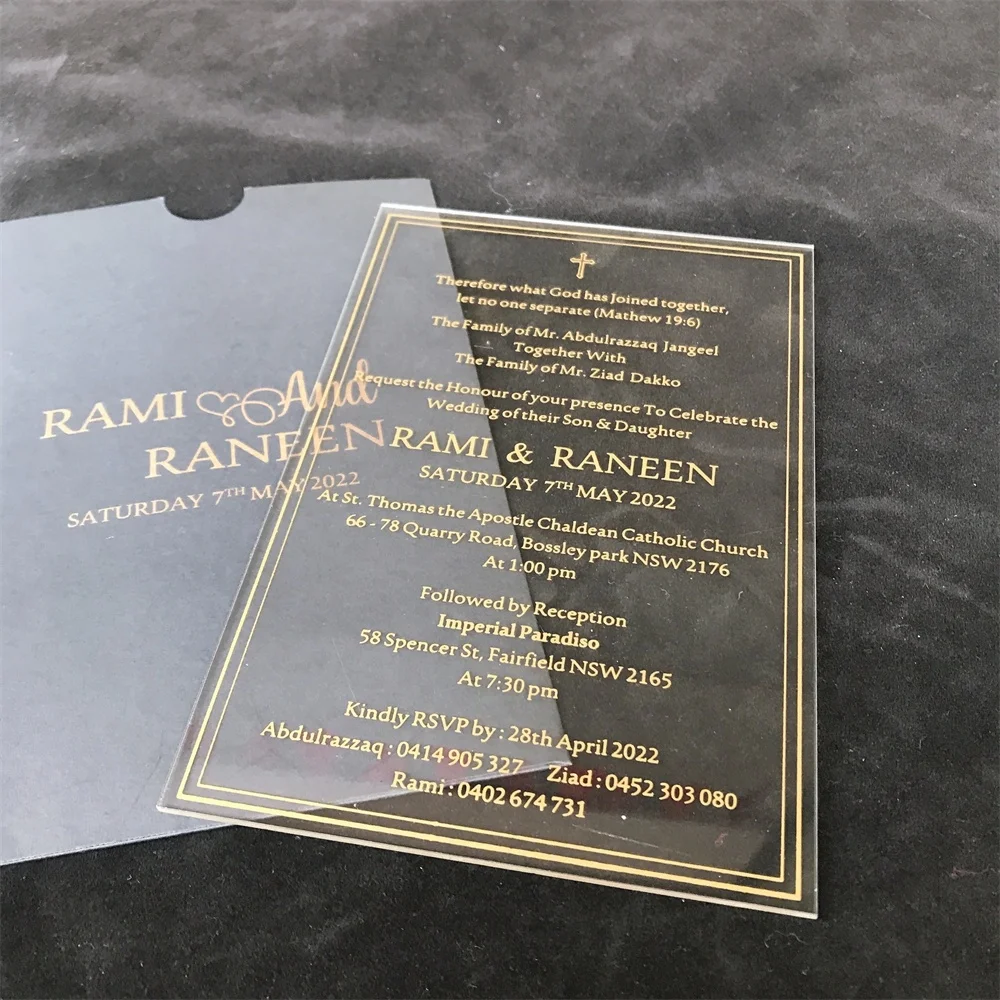 RAMI And
RANEEN
SATURDAY 7TH MAY 2022
Therefore what God has Joined together,
let no one separate (Mathew 19:6)
The Family of Mr. Abdulrazzaq Jangeel
Together With
The Family of Mr. Ziad Dakko
Request the Honour of your presence To Celebrate the
Wedding of their Son & Daughter
RAMI & RANEEN
SATURDAY 7TH MAY 2022
At St. Thomas the Apostle Chaldean Catholic Church
66 - 78 Quarry Road, Bossley park NSW 2176
At 1:00 pm
Followed by Reception
Imperial Paradiso
58 Spencer St, Fairfield NSW 2165
At 7:30 pm
Kindly RSVP by : 28th April 2022
Abdulrazzaq : 0414 905 327 Ziad : 0452 303 080
Rami : 0402 674 731